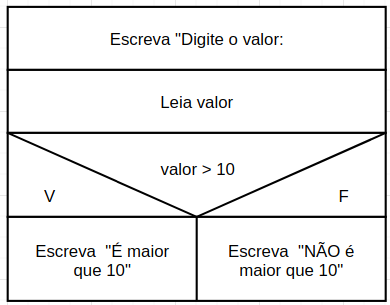 Escreva "Digite o valor:
Leia valor
valor > 10
V
F
Escreva "É maior
que 10"
Escreva "NÃO é
maior que 10"